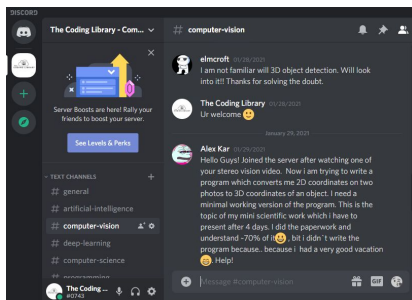 DISCORD
The Coding Library - Com...
Server Boosts are here! Rally your
friends to boost your server.
See Levels & Perks
TEXT CHANNELS
# general
# artificial-intelligence
# computer-vision
# deep-learning
# computer-science
# programming
The Coding ...
#0743
# computer-vision
elmcroft 01/28/2021
I am not familiar will 3D object detection. Will look
into it!! Thanks for solving the doubt.
The Coding Library 01/28/2021
Ur welcome
January 29, 2021
Alex Kar 01/29/2021
Hello Guys! Joined the server after watching one of
your stereo vision video. Now i am trying to write a
program which converts me 2D coordinates on two
photos to 3D coordinates of an object. I need a
minimal working version of the program. This is the
topic of my mini scientific work which i have to
present after 4 days. I did the paperwork and
understand ~70% of it, bit i didn`t write the
program because.. because i had a very good vacation
. Help!
Message #computer-vision
GIF